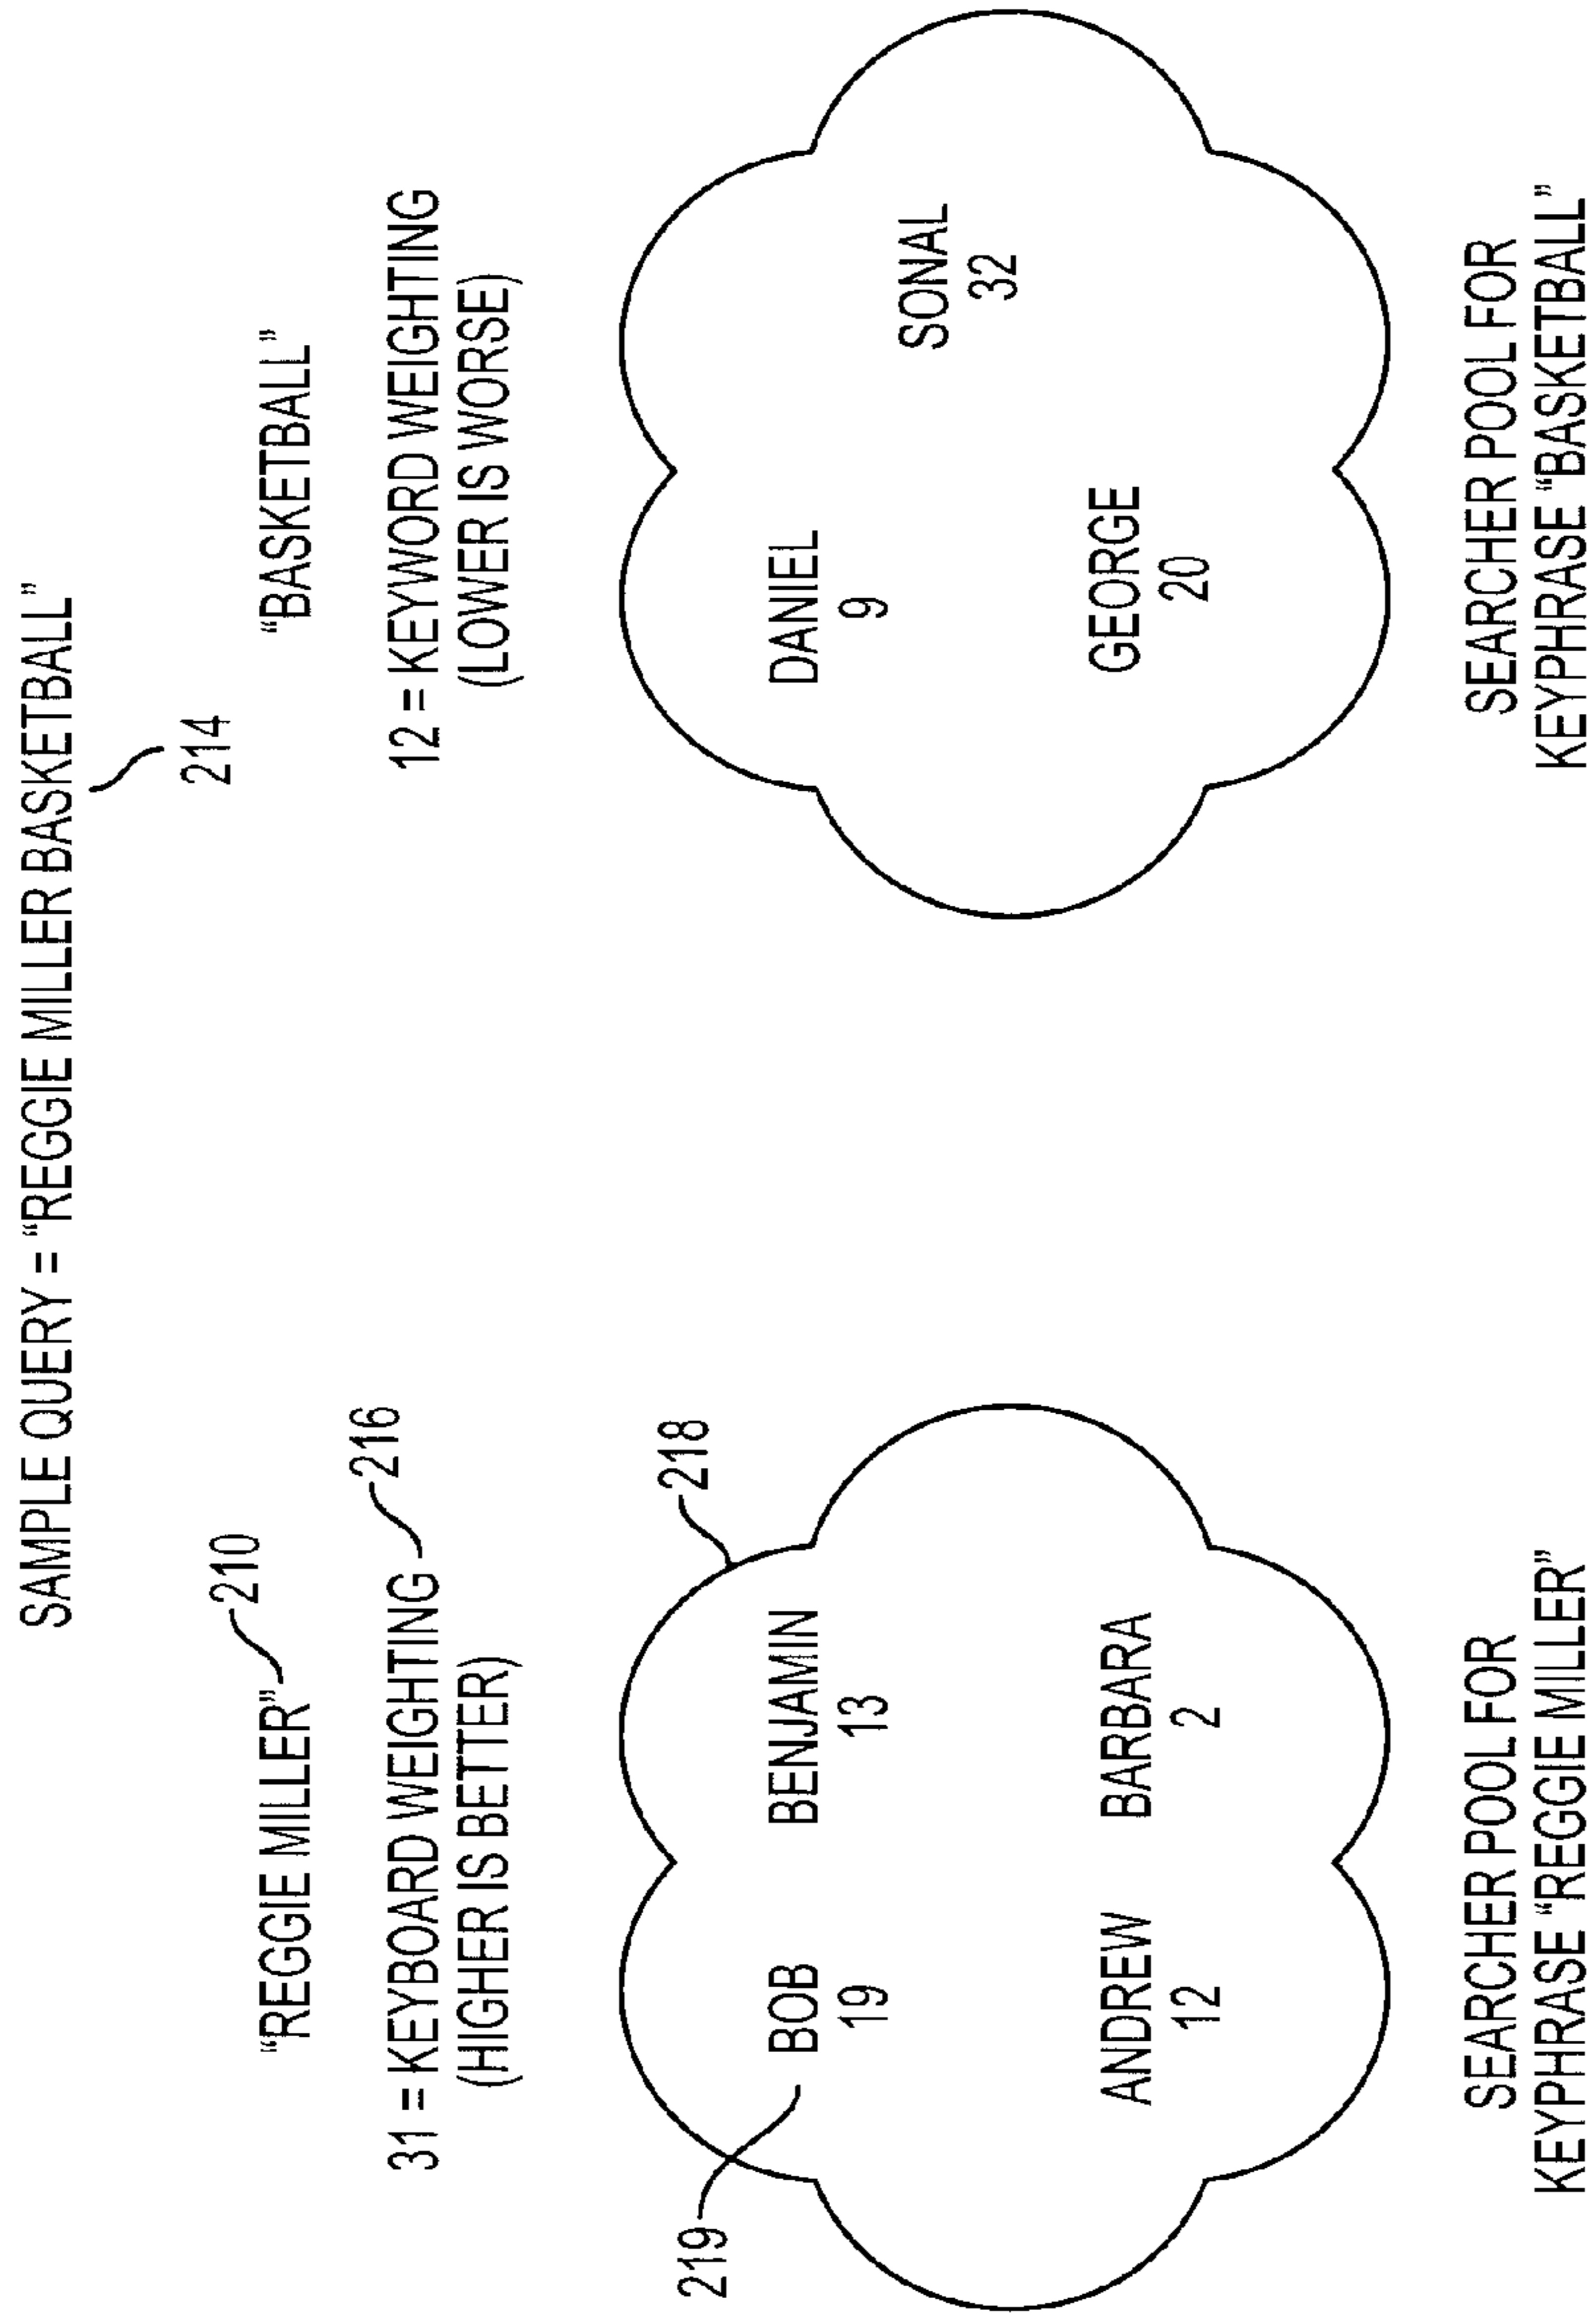 SAMPLE QUERY = “REGGIE MILLER BASKETBALL”
214
“REGGIE MILLER”
210
31 = KEYBOARD WEIGHTING
216
(HIGHER IS BETTER)
218
219
BOB
19
BENJAMIN
13
ANDREW
12
BARBARA
2
SEARCHER POOL FOR
KEYPHRASE “REGGIE MILLER”
“BASKETBALL”
12 = KEYWORD WEIGHTING
(LOWER IS WORSE)
DANIEL
9
SONAL
32
GEORGE
20
SEARCHER POOL FOR
KEYPHRASE “BASKETBALL”